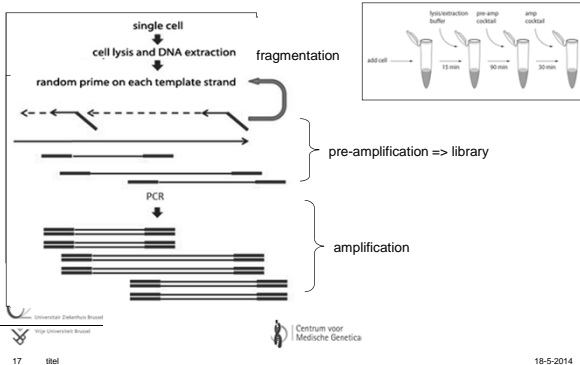 single cell
cell lysis and DNA extraction
fragmentation
random prime on each template strand
lysis/extraction buffer
pre-amp cocktail
amp cocktail
add cell
15 min
90 min
30 min
pre-amplification => library
PCR
amplification
Universitair Ziekenhuis Brussel
Vrije Universiteit Brussel
Centrum voor
Medische Genetica
17 titel 18-5-2014